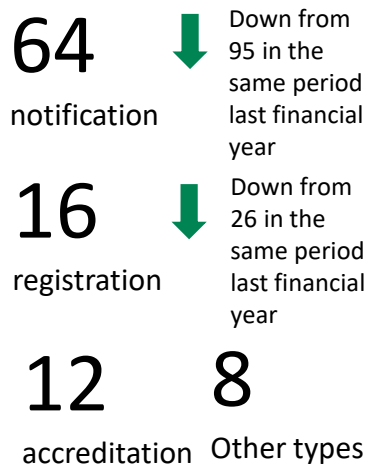 64
notification
Down from
95 in the
same period
last financial
year
16
registration
Down from
26 in the
same period
last financial
year
12
accreditation
8
Other types